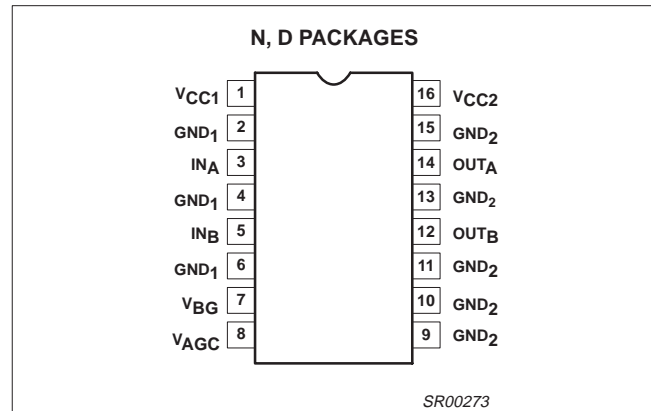 N, D PACKAGES
VCC1 1 16 VCC2
GND1 2 15 GND2
INA 3 14 OUTA
GND1 4 13 GND2
INB 5 12 OUTB
GND1 6 11 GND2
VBG 7 10 GND2
VAGC 8 9 GND2
SR00273